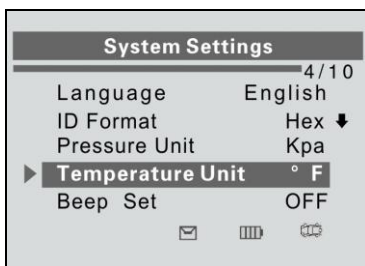 System Settings
4/10
Language English
ID Format Hex
Pressure Unit Kpa
Temperature Unit ° F
Beep Set OFF